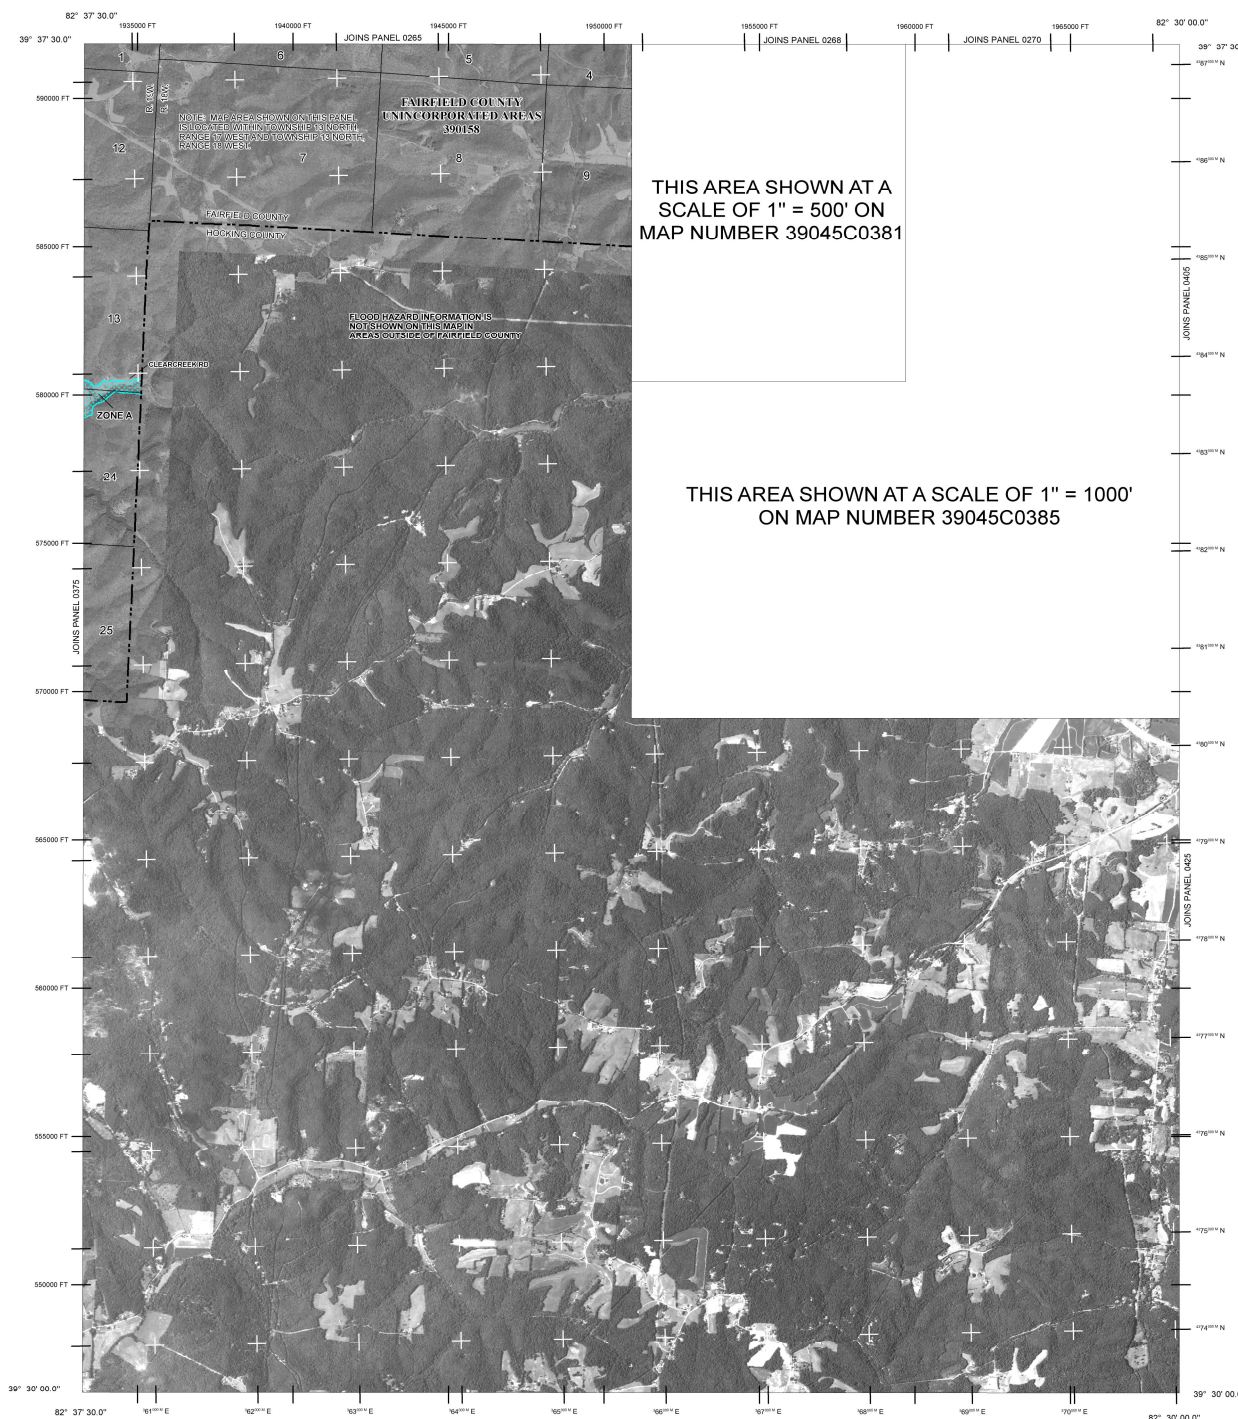 82° 37' 30.0"
1935000 FT
1940000 FT
1945000 FT
1950000 FT
1955000 FT
1960000 FT
1965000 FT
82° 30' 00.0"
39° 37' 30.0"
JOINS PANEL 0265
JOINS PANEL 0268
JOINS PANEL 0270
39° 37' 30
1
6
5
4
590000 FT
FAIRFIELD COUNTY
UNINCORPORATED AREAS
390158
NOTE: MAP AREA SHOWN ON THIS PANEL
IS LOCATED WITHIN TOWNSHIP 13 NORTH,
RANGE 17 WEST AND TOWNSHIP 13 NORTH,
RANGE 18 WEST.
12
7
8
9
THIS AREA SHOWN AT A
SCALE OF 1" = 500' ON
MAP NUMBER 39045C0381
FAIRFIELD COUNTY
HOCKING COUNTY
585000 FT
JOINS PANEL 0405
13
FLOOD HAZARD INFORMATION IS
NOT SHOWN ON THIS MAP IN
AREAS OUTSIDE OF FAIRFIELD COUNTY
CLEARCREEK RD
580000 FT
ZONE A
24
THIS AREA SHOWN AT A SCALE OF 1" = 1000'
ON MAP NUMBER 39045C0385
575000 FT
JOINS PANEL 0375
25
570000 FT
565000 FT
JOINS PANEL 0425
560000 FT
555000 FT
550000 FT
39° 30' 00.0"
39° 30' 00.0"
82° 37' 30.0"
82° 30' 00.0"